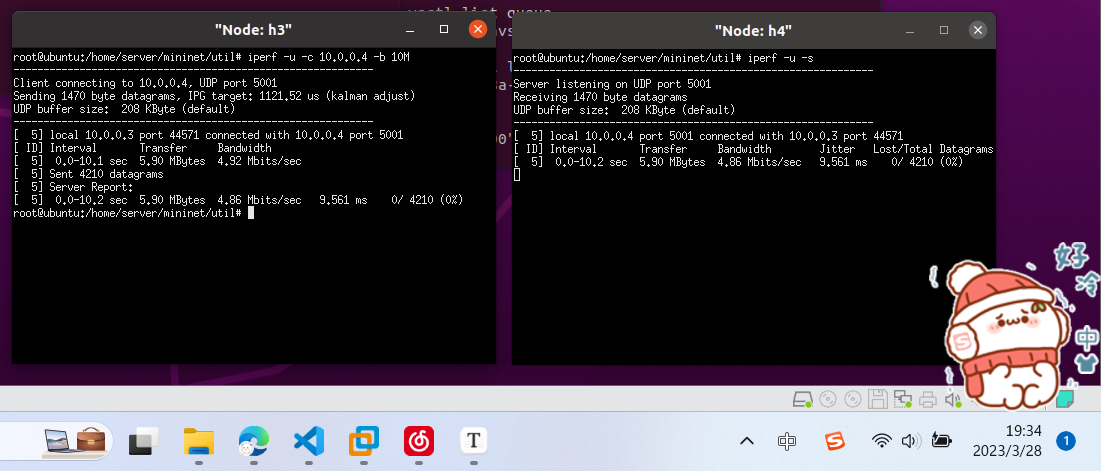 vsctl list queue
"Node: h3"
root@ubuntu:/home/server/mininet/util# iperf -u -c 10.0.0.4 -b 10M
------------------------------------------------------------
Client connecting to 10.0.0.4, UDP port 5001
Sending 1470 byte datagrams, IPG target: 1121.52 us (kalman adjust)
UDP buffer size:  208 KByte (default)
------------------------------------------------------------
[  5] local 10.0.0.3 port 44571 connected with 10.0.0.4 port 5001
[ ID] Interval       Transfer     Bandwidth
[  5]  0.0-10.1 sec  5.90 MBytes  4.92 Mbits/sec
[  5] Sent 4210 datagrams
[  5] Server Report:
[  5]  0.0-10.2 sec  5.90 MBytes  4.86 Mbits/sec   9.561 ms    0/ 4210 (0%)
root@ubuntu:/home/server/mininet/util#
"Node: h4"
root@ubuntu:/home/server/mininet/util# iperf -u -s
------------------------------------------------------------
Server listening on UDP port 5001
Receiving 1470 byte datagrams
UDP buffer size:  208 KByte (default)
------------------------------------------------------------
[  5] local 10.0.0.4 port 5001 connected with 10.0.0.3 port 44571
[ ID] Interval       Transfer     Bandwidth        Jitter   Lost/Total Datagrams
[  5]  0.0-10.2 sec  5.90 MBytes  4.86 Mbits/sec   9.561 ms    0/ 4210 (0%)
好冷
中
S
T
中
S
19:34
2023/3/28
1